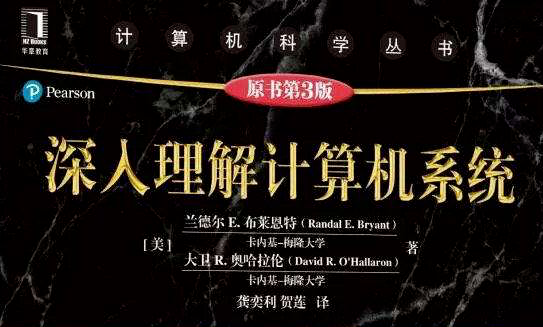 HZ BOOKS
华章教育
计算机科学丛书
Pearson
原书第3版
深入理解计算机系统
兰德尔 E. 布莱恩特(Randal E. Bryant)
卡内基-梅隆大学
[美] 著
大卫 R. 奥哈拉伦(David R. O'Hallaron)
卡内基-梅隆大学
龚奕利 贺莲 译